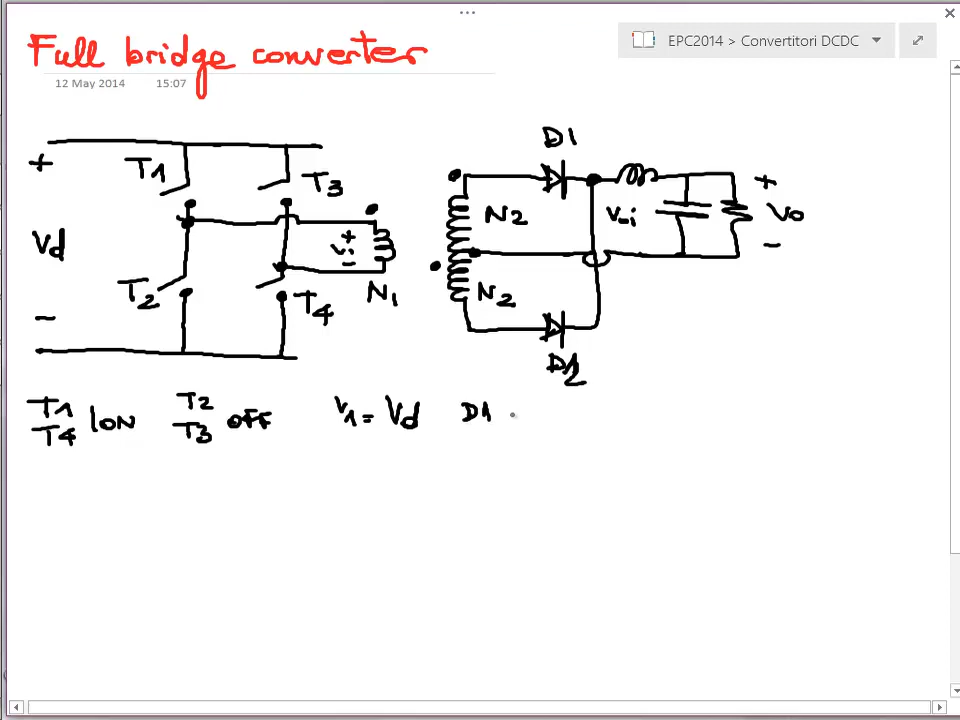 Full bridge converter
EPC2014 > Convertitori DCDC
12 May 2014 15:07
D1
+ T1 T3 +
N2 Voi Vo
Vd + Vi - -
T2 N1 N2
- T4
D2
T1 T4 ON T2 T3 OFF V1 = Vd D1